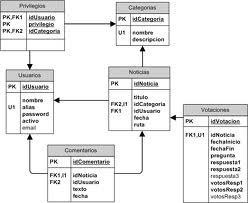 Privilegios
PK,FK1 idUsuario
PK privilegio
PK,FK2 idCategoria
Categorias
PK idCategoria
U1 nombre
descripcion
Usuarios
PK idUsuario
U1 nombre
alias
password
activo
email
Noticias
PK idNoticia
titulo
FK2,I1 idCategoria
FK1 idUsuario
fecha
ruta
Votaciones
PK idVotacion
FK1,U1 idNoticia
fechaInicio
fechaFin
pregunta
respuesta1
respuesta2
respuesta3
votosResp1
votosResp2
votosResp3
Comentarios
PK idComentario
FK1,I1 idNoticia
FK2 idUsuario
texto
fecha